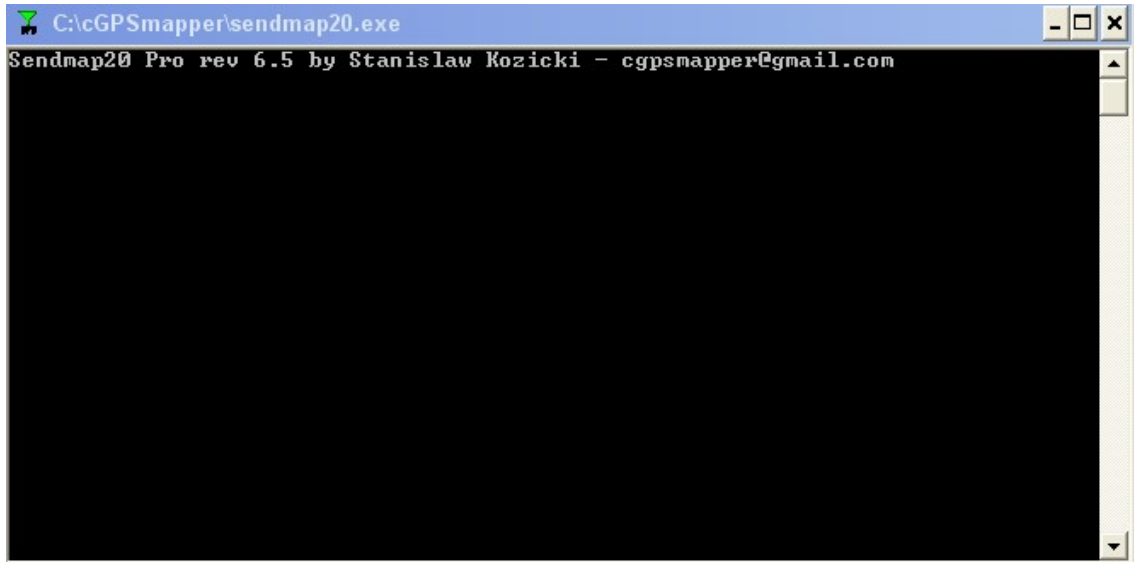 C:\cGPSmapper\sendmap20.exe
Sendmap20 Pro rev 6.5 by Stanislaw Kozicki - cgpsmapper@gmail.com